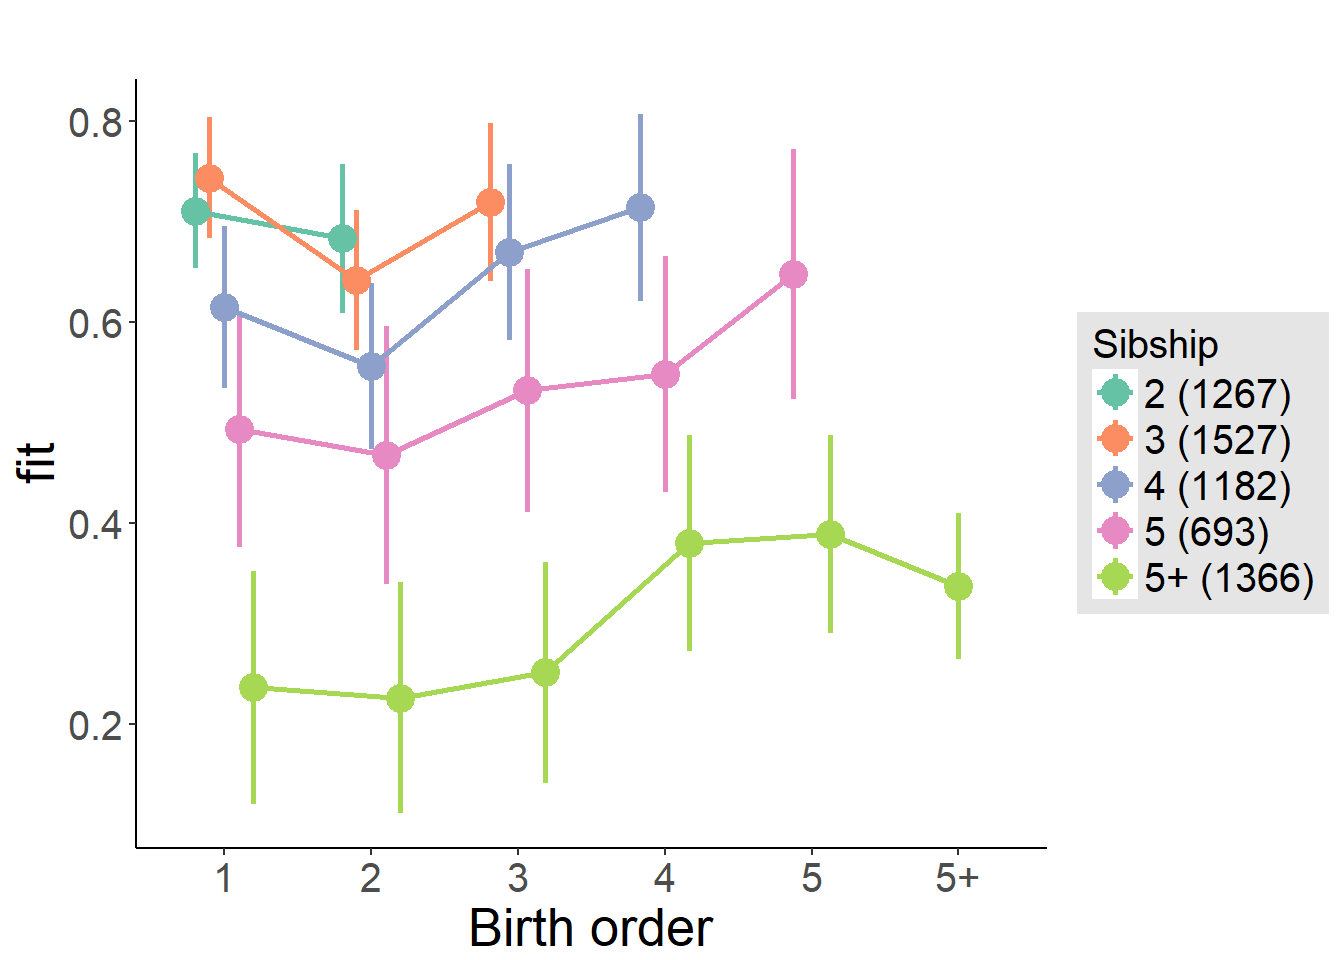 0.8
0.6
0.4
0.2
fit
1 2 3 4 5 5+
Birth order
Sibship
2 (1267)
3 (1527)
4 (1182)
5 (693)
5+ (1366)